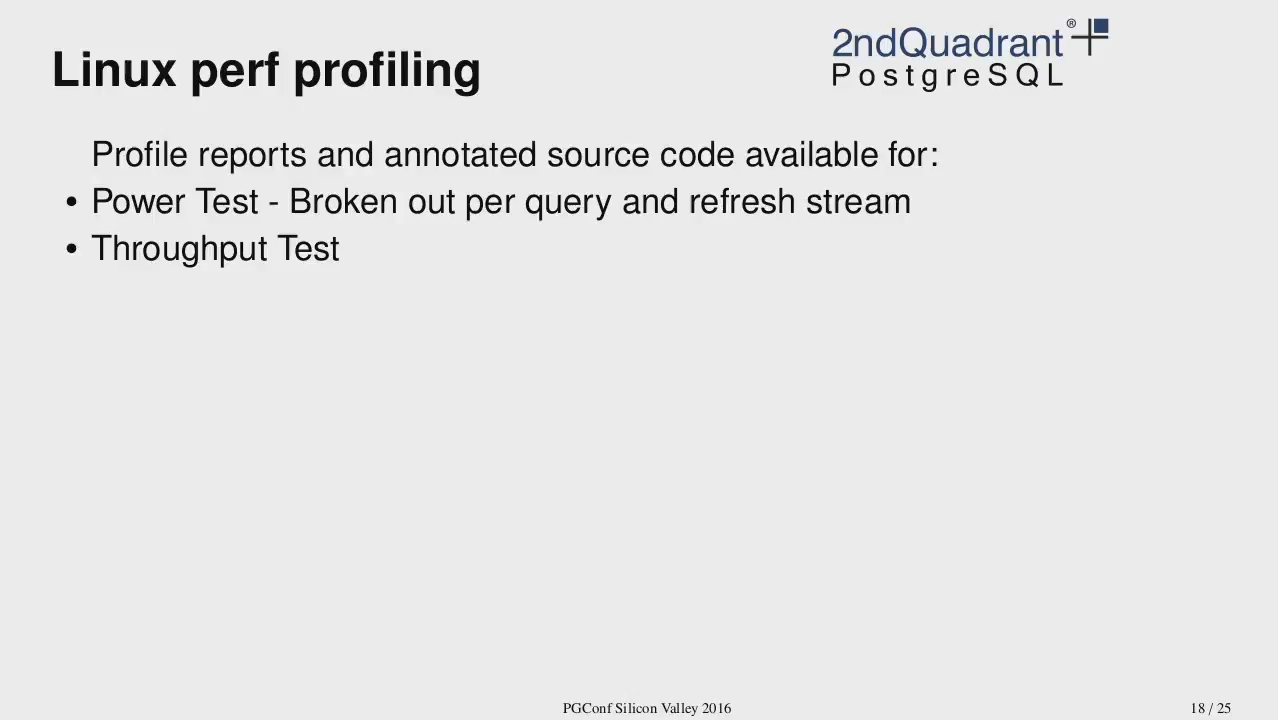 Linux perf profiling
2ndQuadrant®
PostgreSQL
Profile reports and annotated source code available for:
• Power Test - Broken out per query and refresh stream
• Throughput Test
PGConf Silicon Valley 2016
18 / 25